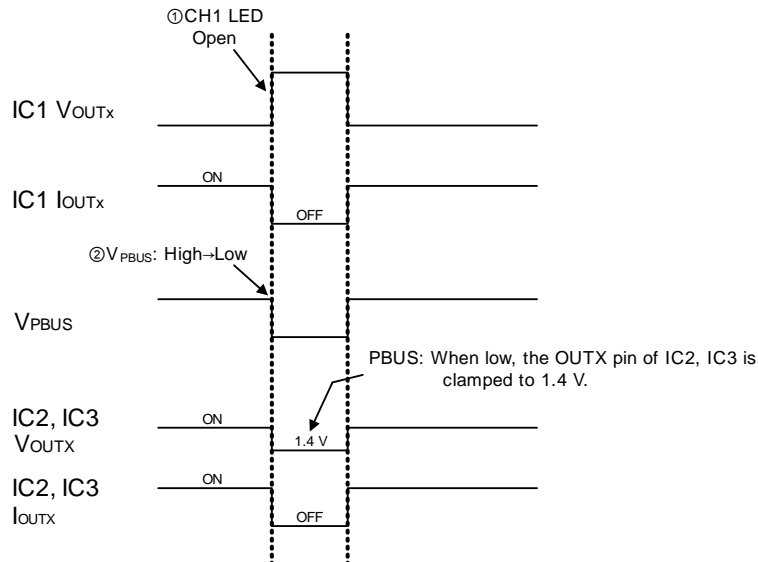 ①CH1 LED
Open
IC1 VOUTx
ON
IC1 IOUTx
OFF
②VPBUS: High→Low
VPBUS
PBUS: When low, the OUTX pin of IC2, IC3 is
clamped to 1.4 V.
IC2, IC3
VOUTX
ON
1.4 V
IC2, IC3
IOUTX
ON
OFF